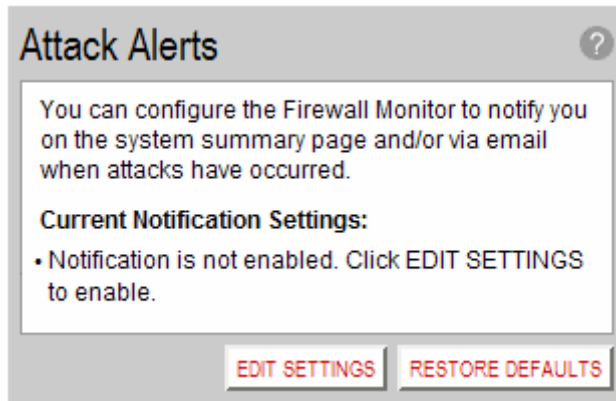 Attack Alerts
?
You can configure the Firewall Monitor to notify you
on the system summary page and/or via email
when attacks have occurred.
Current Notification Settings:
• Notification is not enabled. Click EDIT SETTINGS
to enable.
EDIT SETTINGS
RESTORE DEFAULTS